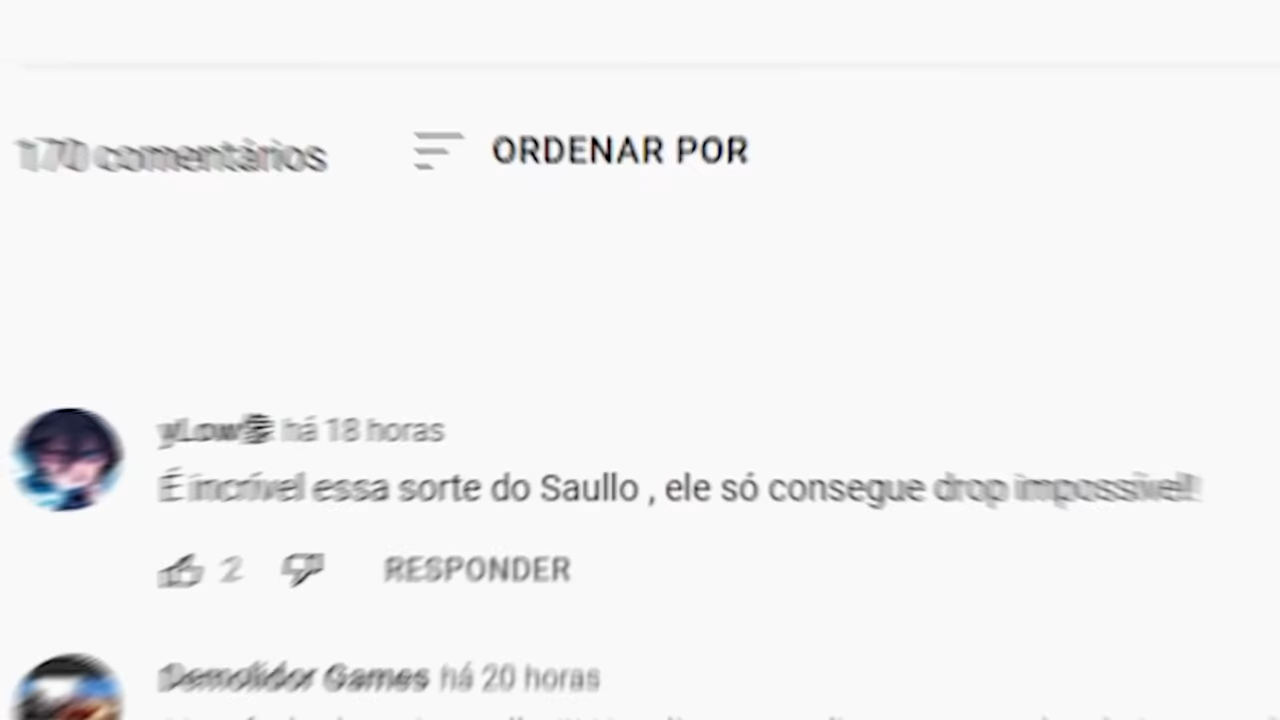 170 comentários
ORDENAR POR
yLow há 18 horas
É incrível essa sorte do Saullo , ele só consegue drop impossível!
2
RESPONDER
Demolidor Games há 20 horas